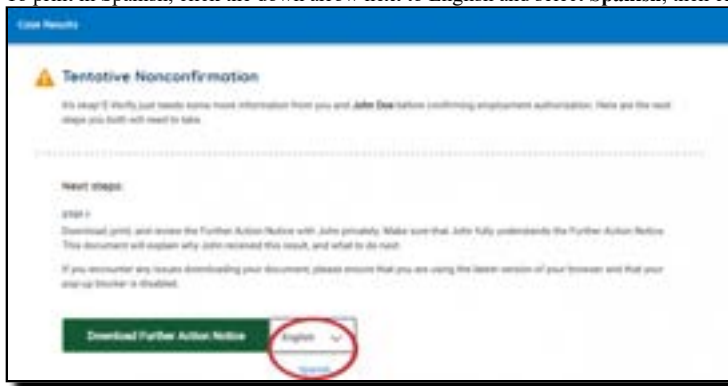 To print in Spanish, click the down arrow next to English and select Spanish, then
Case Results
Tentative Nonconfirmation
It's okay! E-Verify just needs some more information from you and John Doe before confirming employment authorization. Here are the next
steps you both will need to take.
Next steps:
STEP 1
Download, print, and review the Further Action Notice with John privately. Make sure that John fully understands the Further Action Notice.
This document will explain why John received this result, and what to do next.
If you encounter any issues downloading your document, please ensure that you are using the latest version of your browser and that your
pop-up blocker is disabled.
Download Further Action Notice
English
Spanish